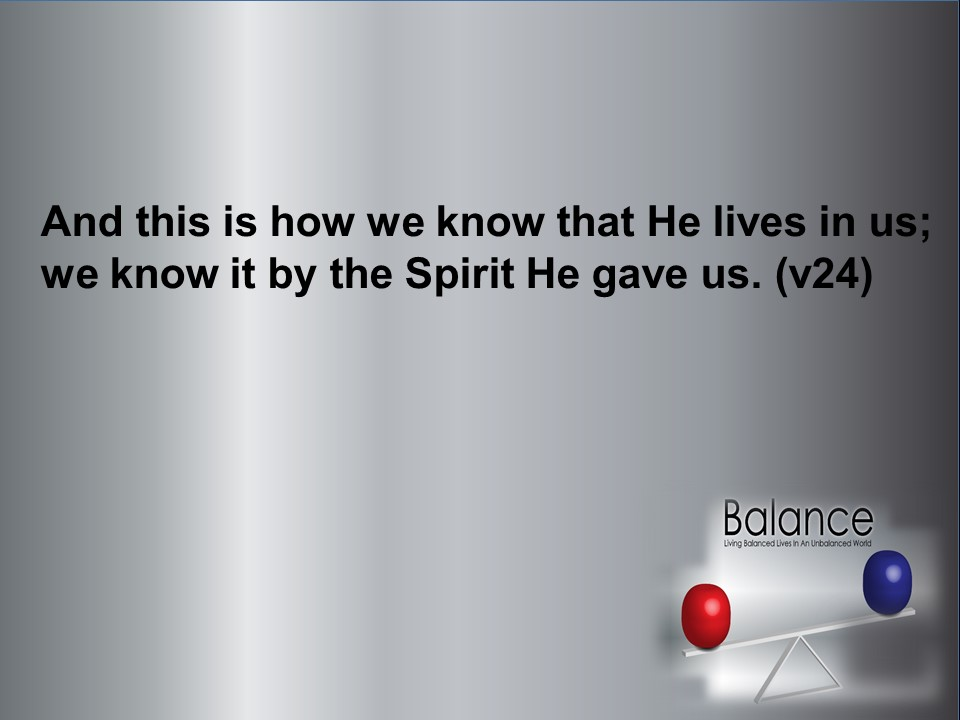 And this is how we know that He lives in us;
we know it by the Spirit He gave us. (v24)
Balance
Living Balanced Lives In An Unbalanced World